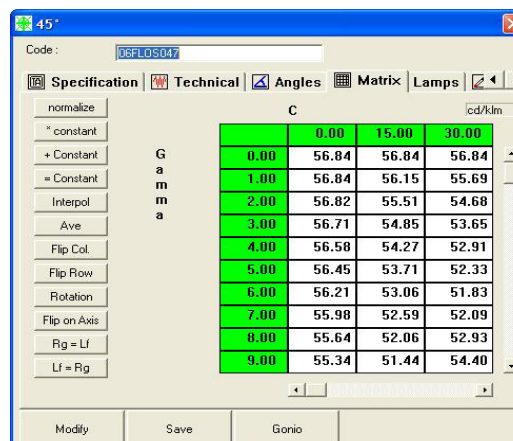 45°
Code :
06FLOS047
Specification Technical Angles Matrix Lamps
normalize
* constant
+ Constant
= Constant
Interpol
Ave
Flip Col.
Flip Row
Rotation
Flip on Axis
Rg = Lf
Lf = Rg
C cd/klm
Gamma
0.00 15.00 30.00
0.00 56.84 56.84 56.84
1.00 56.84 56.15 55.69
2.00 56.82 55.51 54.68
3.00 56.71 54.85 53.65
4.00 56.58 54.27 52.91
5.00 56.45 53.71 52.33
6.00 56.21 53.06 51.83
7.00 55.98 52.59 52.09
8.00 55.64 52.06 52.93
9.00 55.34 51.44 54.40
Modify Save Gonio